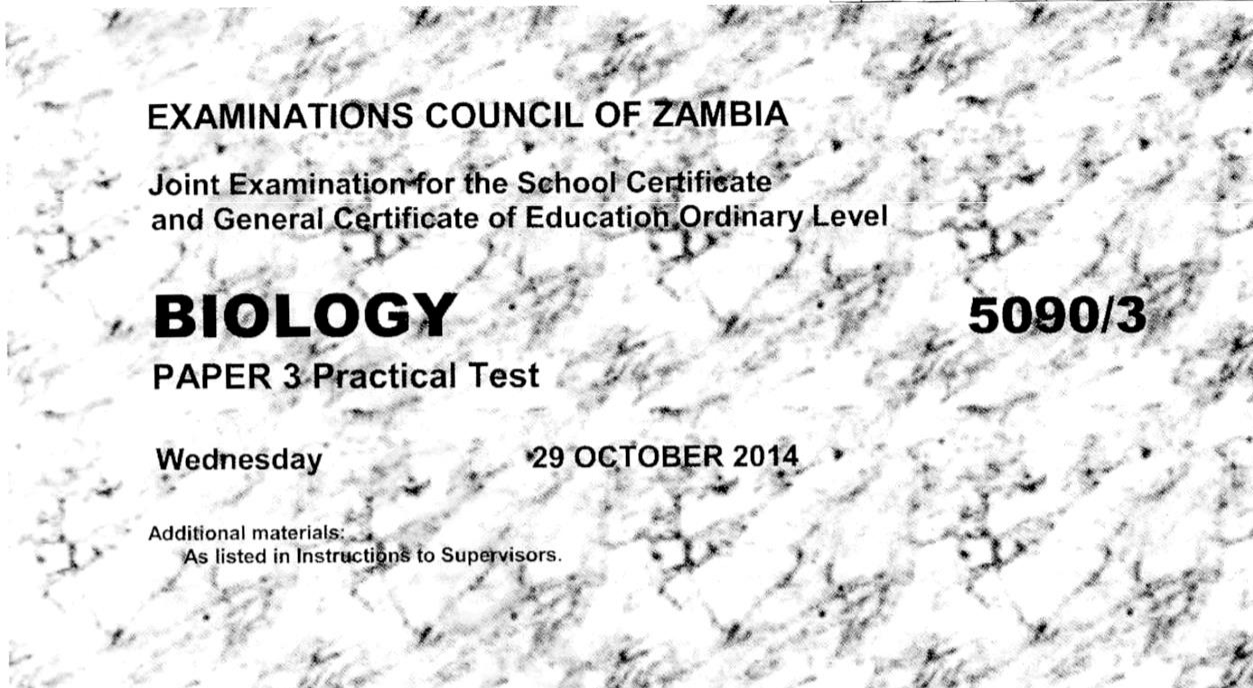 EXAMINATIONS COUNCIL OF ZAMBIA
Joint Examination for the School Certificate
and General Certificate of Education Ordinary Level
BIOLOGY 5090/3
PAPER 3 Practical Test
Wednesday 29 OCTOBER 2014
Additional materials:
As listed in Instructions to Supervisors.